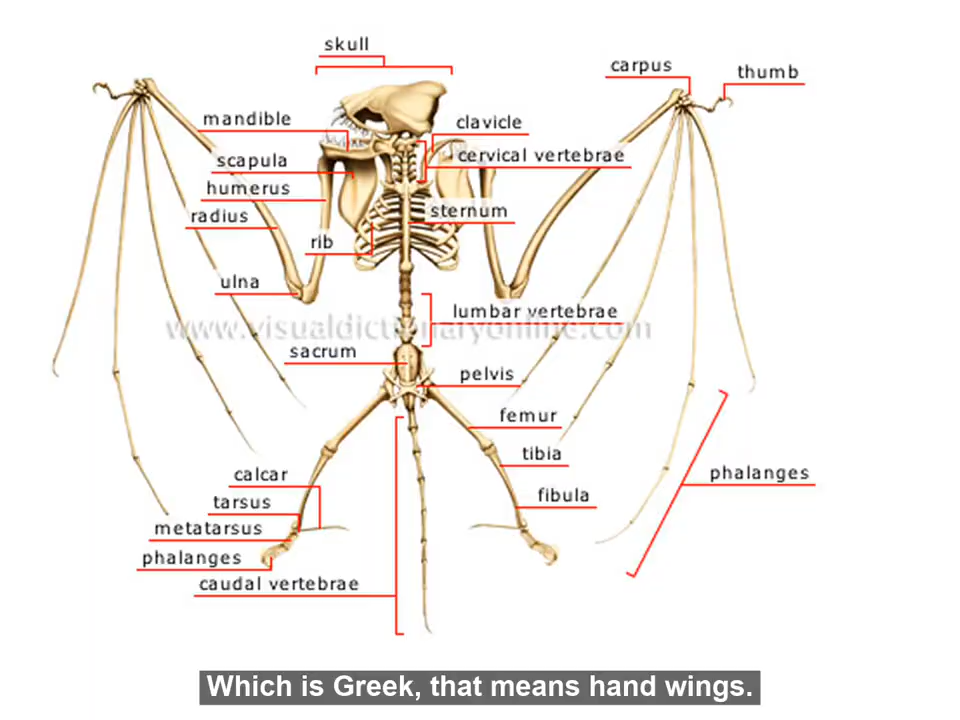 skull
carpus
thumb
mandible
clavicle
scapula
cervical vertebrae
humerus
radius
sternum
rib
ulna
lumbar vertebrae
www.visualdictionaryonline.com
sacrum
pelvis
femur
tibia
calcar
phalanges
tarsus
fibula
metatarsus
phalanges
caudal vertebrae
Which is Greek, that means hand wings.